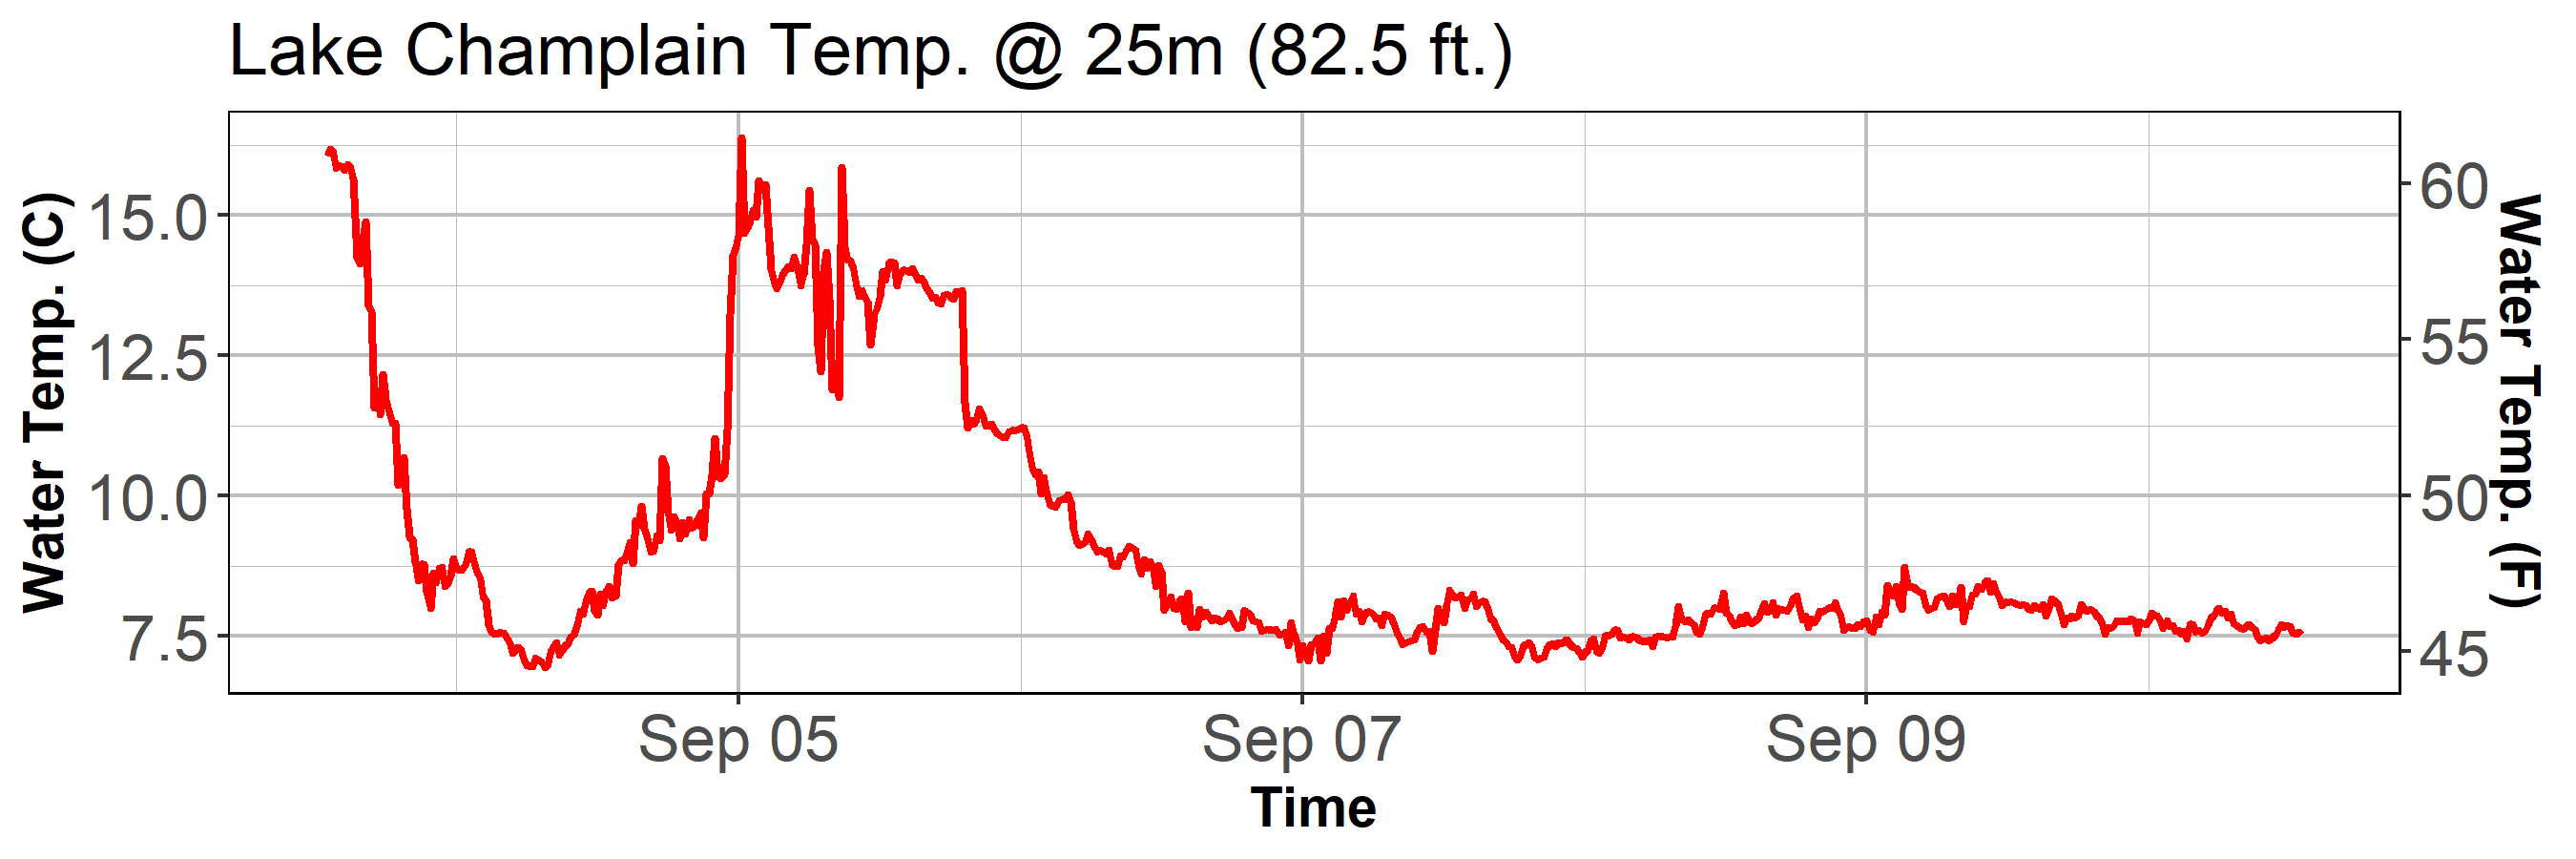 Lake Champlain Temp. @ 25m (82.5 ft.)
Water Temp. (C)
15.0
12.5
10.0
7.5
60
55
50
45
Water Temp. (F)
Sep 05 Sep 07 Sep 09
Time